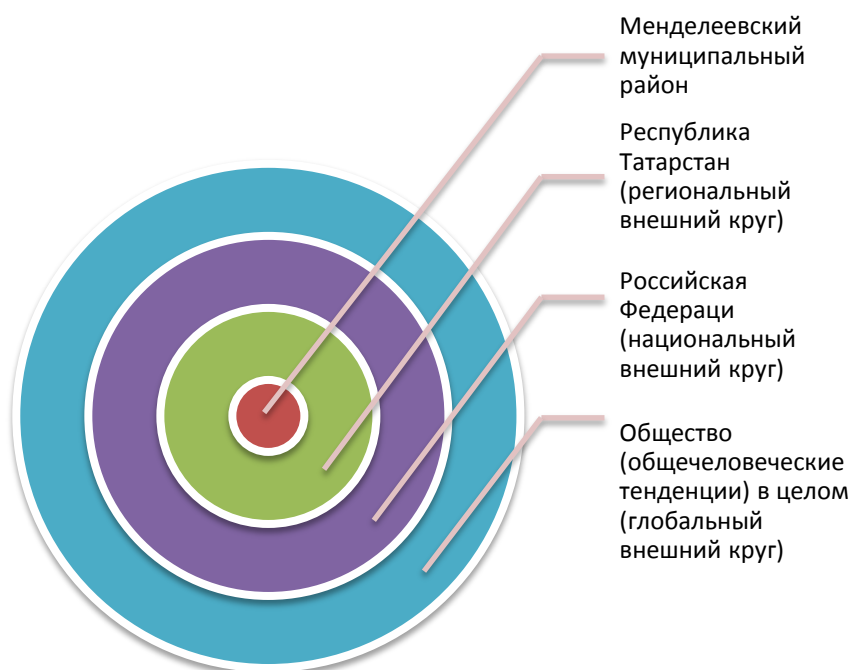 Менделеевский
муниципальный
район
Республика
Татарстан
(региональный
внешний круг)
Российская
Федераци
(национальный
внешний круг)
Общество
(общечеловеческие
тенденции) в целом
(глобальный
внешний круг)